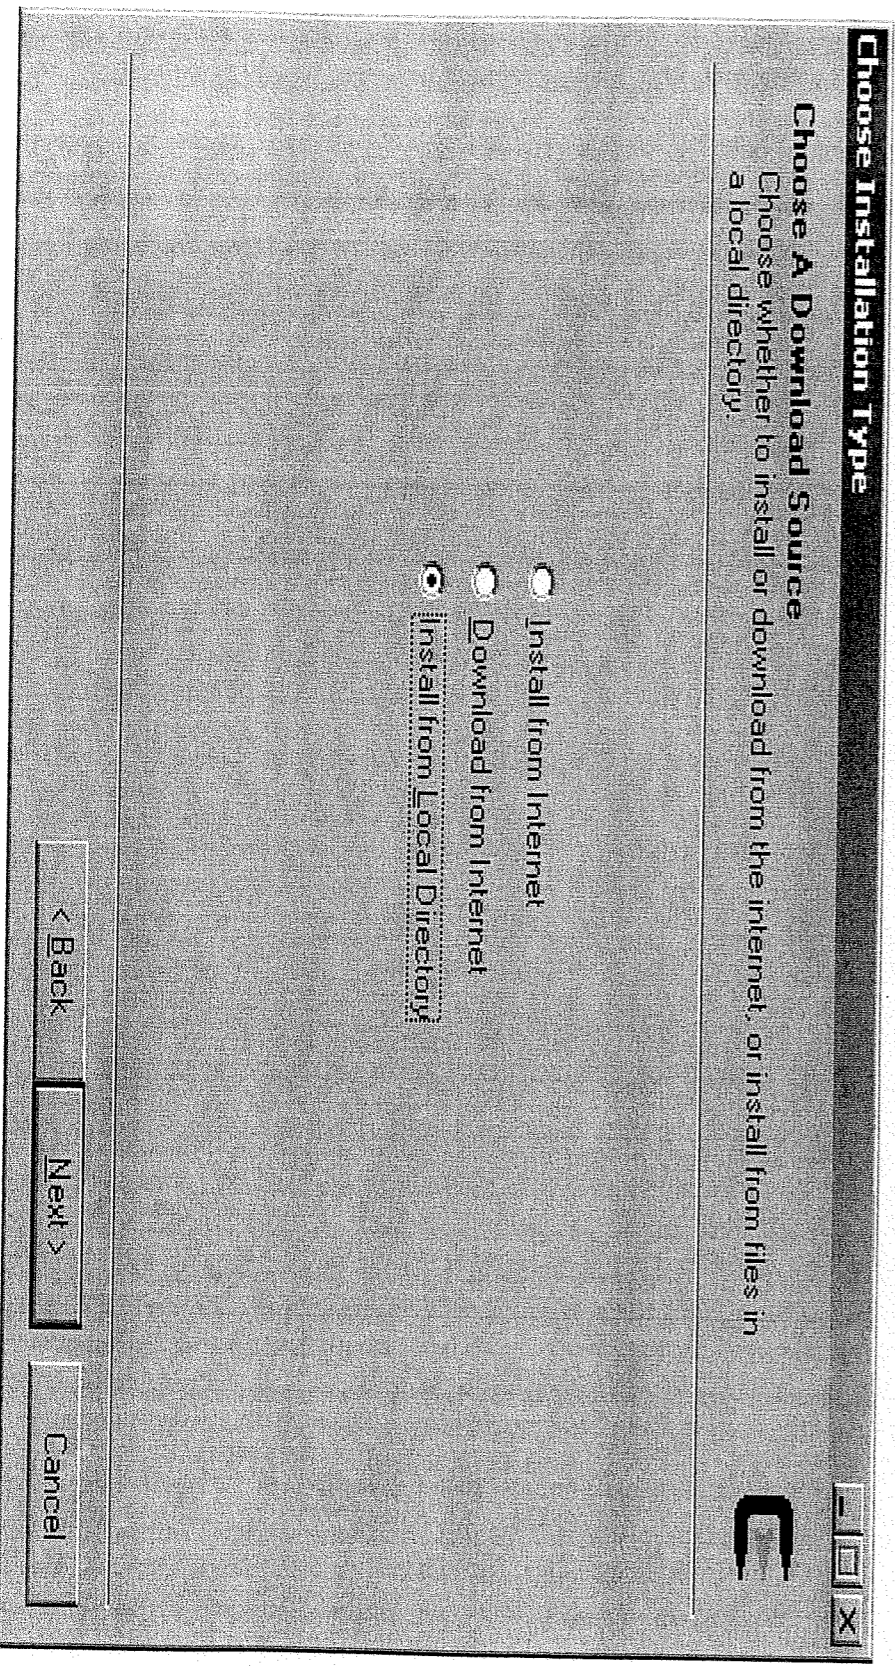 Choose Installation Type
Choose A Download Source
Choose whether to install or download from the internet, or install from files in
a local directory.
Install from Internet
Download from Internet
Install from Local Directory
< Back
Next >
Cancel